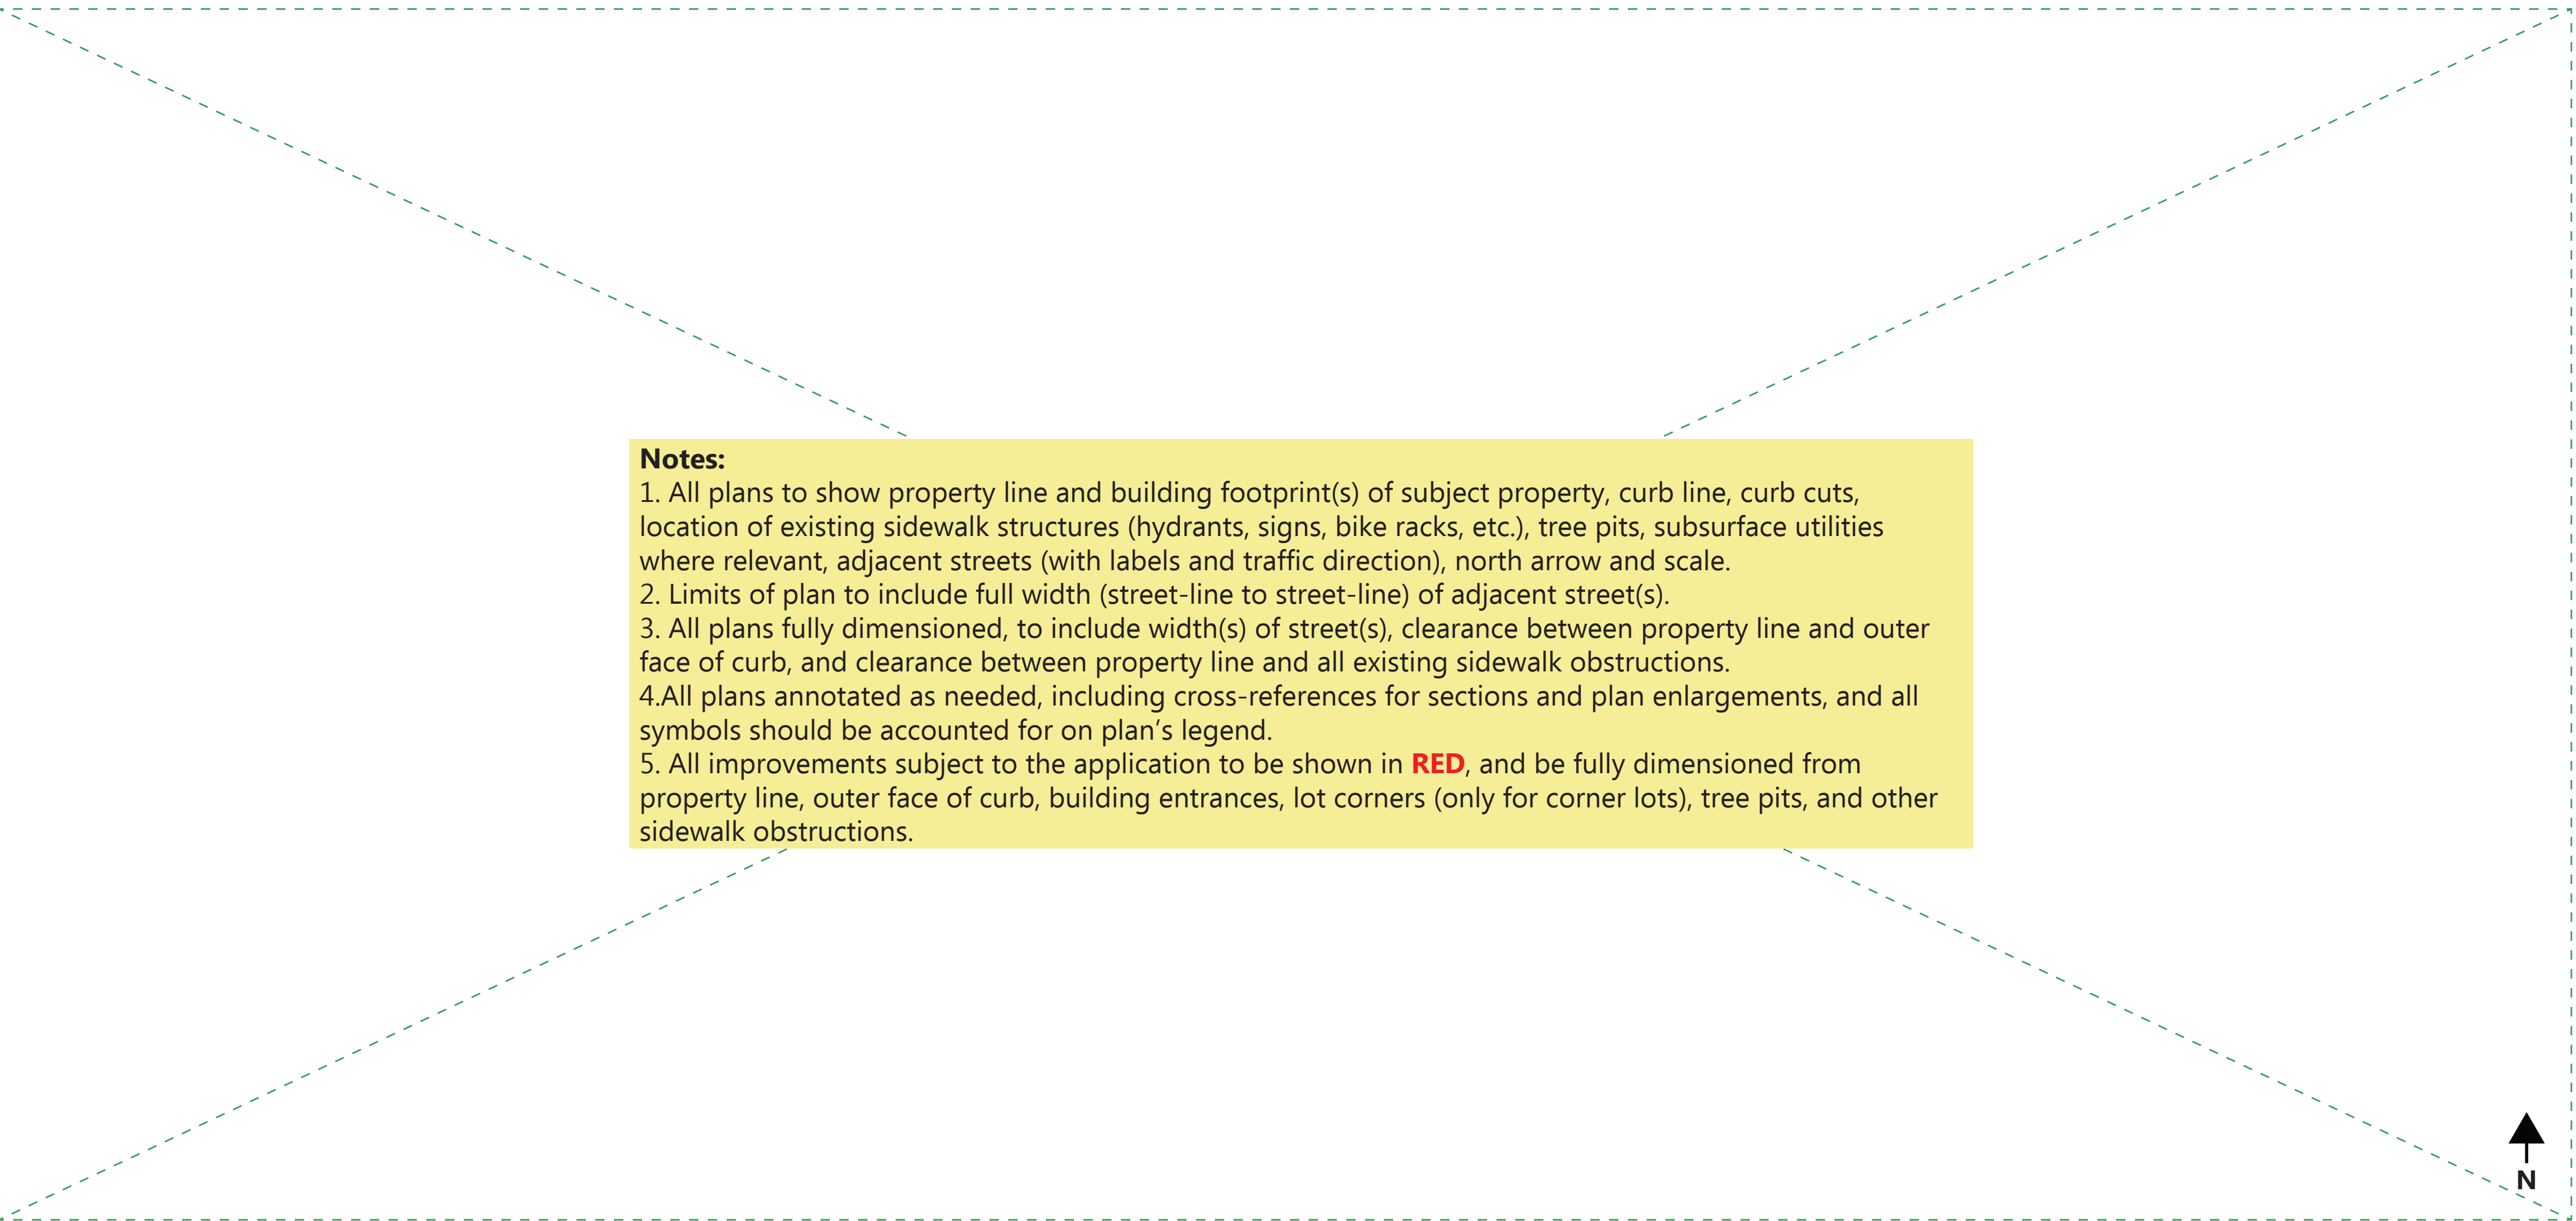 Notes:
1. All plans to show property line and building footprint(s) of subject property, curb line, curb cuts,
location of existing sidewalk structures (hydrants, signs, bike racks, etc.), tree pits, subsurface utilities
where relevant, adjacent streets (with labels and traffic direction), north arrow and scale.
2. Limits of plan to include full width (street-line to street-line) of adjacent street(s).
3. All plans fully dimensioned, to include width(s) of street(s), clearance between property line and outer
face of curb, and clearance between property line and all existing sidewalk obstructions.
4.All plans annotated as needed, including cross-references for sections and plan enlargements, and all
symbols should be accounted for on plan’s legend.
5. All improvements subject to the application to be shown in RED, and be fully dimensioned from
property line, outer face of curb, building entrances, lot corners (only for corner lots), tree pits, and other
sidewalk obstructions.
N